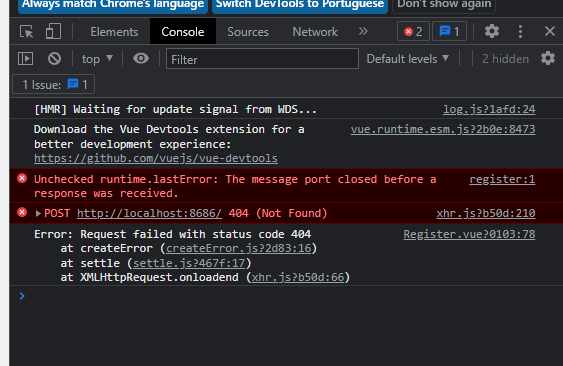 Always match Chrome's language Switch DevTools to Portuguese Don't show again
Elements Console Sources Network » 2 1
top Filter Default levels 2 hidden
1 Issue: 1
[HMR] Waiting for update signal from WDS... log.js?1afd:24
Download the Vue Devtools extension for a vue.runtime.esm.js?2b0e:8473
better development experience:
https://github.com/vuejs/vue-devtools
Unchecked runtime.lastError: The message port closed before a register:1
response was received.
POST http://localhost:8686/ 404 (Not Found) xhr.js?b50d:210
Error: Request failed with status code 404 Register.vue?0103:78
at createError (createError.js?2d83:16)
at settle (settle.js?467f:17)
at XMLHttpRequest.onloadend (xhr.js?b50d:66)